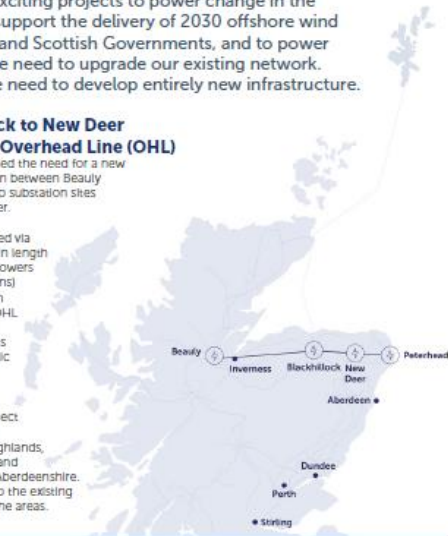 exciting projects to power change in the
support the delivery of 2030 offshore wind
and Scottish Governments, and to power
e need to upgrade our existing network.
e need to develop entirely new infrastructure.
ck to New Deer
Overhead Line (OHL)
ed the need for a new
n between Beauly
o substation sites
er.
ed via
n length
owers
ns)
n
OHL
s
ic
ect
ghlands,
and
Aberdeenshire.
o the existing
he areas.
Beauly
Inverness
Blackhillock
New
Deer
Peterhead
Aberdeen
Dundee
Perth
Stirling